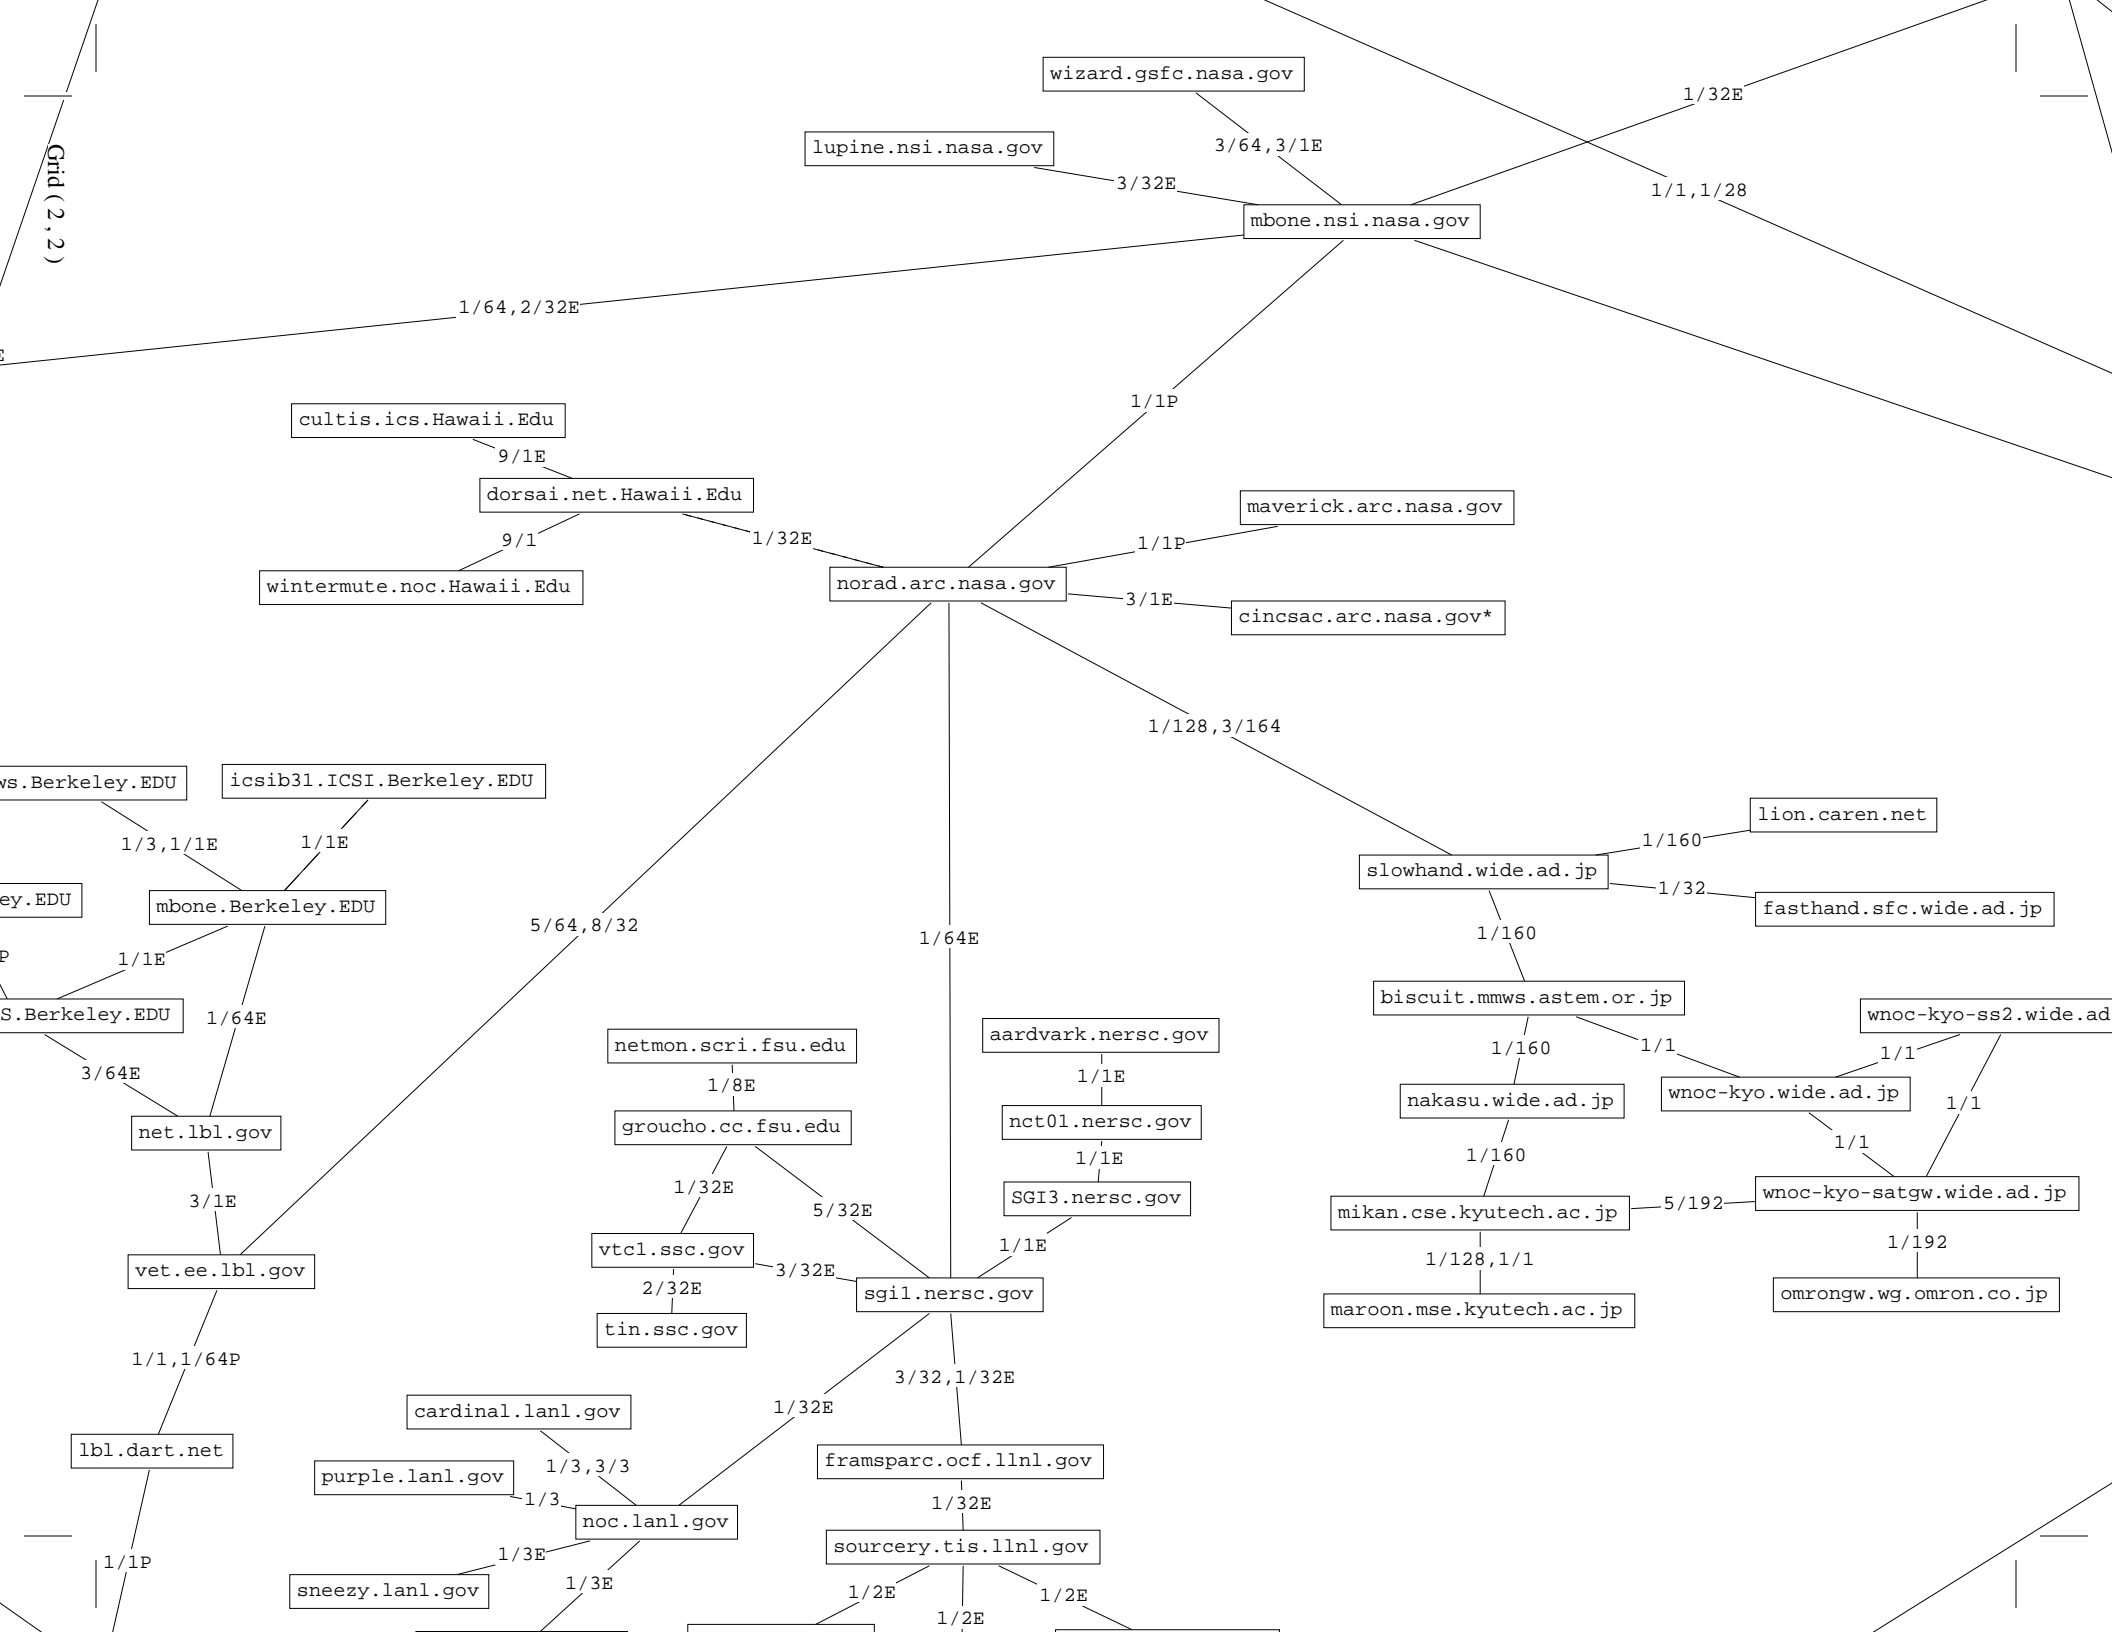 wizard.gsfc.nasa.gov
1/32E
3/64,3/1E
lupine.nsi.nasa.gov
3/32E
1/1,1/28
Grid ( 2 , 2 )
mbone.nsi.nasa.gov
1/64,2/32E
E
1/1P
cultis.ics.Hawaii.Edu
9/1E
dorsai.net.Hawaii.Edu
maverick.arc.nasa.gov
9/1
1/32E
1/1P
wintermute.noc.Hawaii.Edu
norad.arc.nasa.gov
3/1E
cincsac.arc.nasa.gov*
1/128,3/164
ws.Berkeley.EDU
icsib31.ICSI.Berkeley.EDU
lion.caren.net
1/3,1/1E
1/1E
1/160
slowhand.wide.ad.jp
1/32
ey.EDU
mbone.Berkeley.EDU
fasthand.sfc.wide.ad.jp
5/64,8/32
1/64E
1/160
P
1/1E
biscuit.mmws.astem.or.jp
S.Berkeley.EDU
1/64E
wnoc-kyo-ss2.wide.ad
netmon.scri.fsu.edu
aardvark.nersc.gov
1/160
1/1
1/1
3/64E
1/8E
1/1E
nakasu.wide.ad.jp
wnoc-kyo.wide.ad.jp
1/1
net.lbl.gov
groucho.cc.fsu.edu
nct01.nersc.gov
1/1
1/160
1/1E
1/32E
3/1E
SGI3.nersc.gov
wnoc-kyo-satgw.wide.ad.jp
5/32E
mikan.cse.kyutech.ac.jp
5/192
vtc1.ssc.gov
1/1E
1/192
vet.ee.lbl.gov
3/32E
1/128,1/1
2/32E
sgi1.nersc.gov
omrongw.wg.omron.co.jp
tin.ssc.gov
maroon.mse.kyutech.ac.jp
1/1,1/64P
3/32,1/32E
cardinal.lanl.gov
1/32E
lbl.dart.net
framsparc.ocf.llnl.gov
purple.lanl.gov
1/3,3/3
1/3
1/32E
noc.lanl.gov
sourcery.tis.llnl.gov
1/1P
1/3E
sneezy.lanl.gov
1/3E
1/2E
1/2E
1/2E